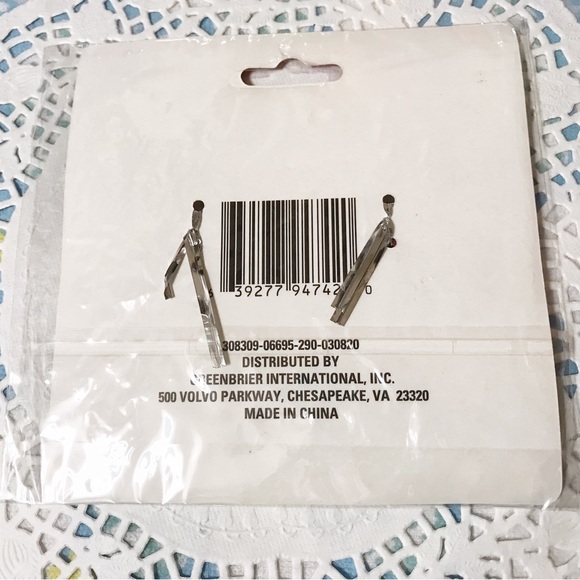 39277 94742 0
308309-06695-290-030820
DISTRIBUTED BY
GREENBRIER INTERNATIONAL, INC.
500 VOLVO PARKWAY, CHESAPEAKE, VA 23320
MADE IN CHINA